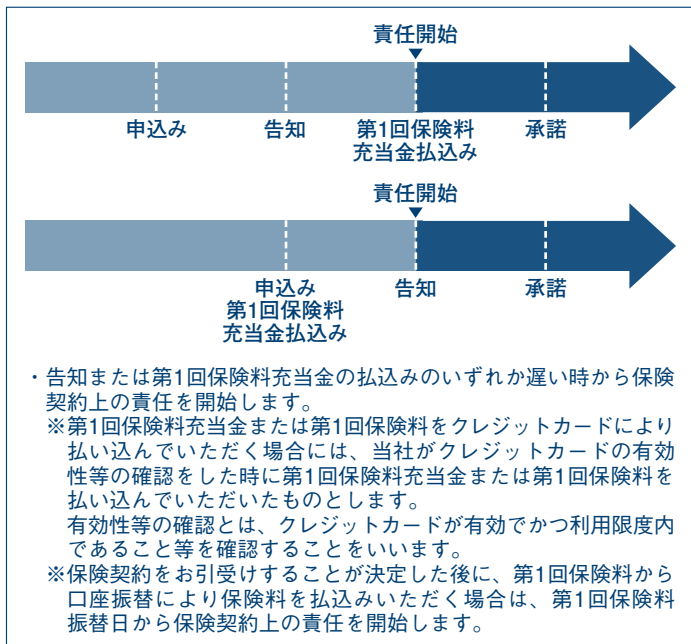 責任開始
▼
申込み 告知 第1回保険料 承諾
充当金払込み
責任開始
▼
申込み 告知 承諾
第1回保険料
充当金払込み
・告知または第1回保険料充当金の払込みのいずれか遅い時から保険
契約上の責任を開始します。
※第1回保険料充当金または第1回保険料をクレジットカードにより
払い込んでいただく場合には、当社がクレジットカードの有効
性等の確認をした時に第1回保険料充当金または第1回保険料を
払い込んでいただいたものとします。
有効性等の確認とは、クレジットカードが有効でかつ利用限度内
であること等を確認することをいいます。
※保険契約をお引受けすることが決定した後に、第1回保険料から
口座振替により保険料を払込みいただく場合は、第1回保険料
振替日から保険契約上の責任を開始します。